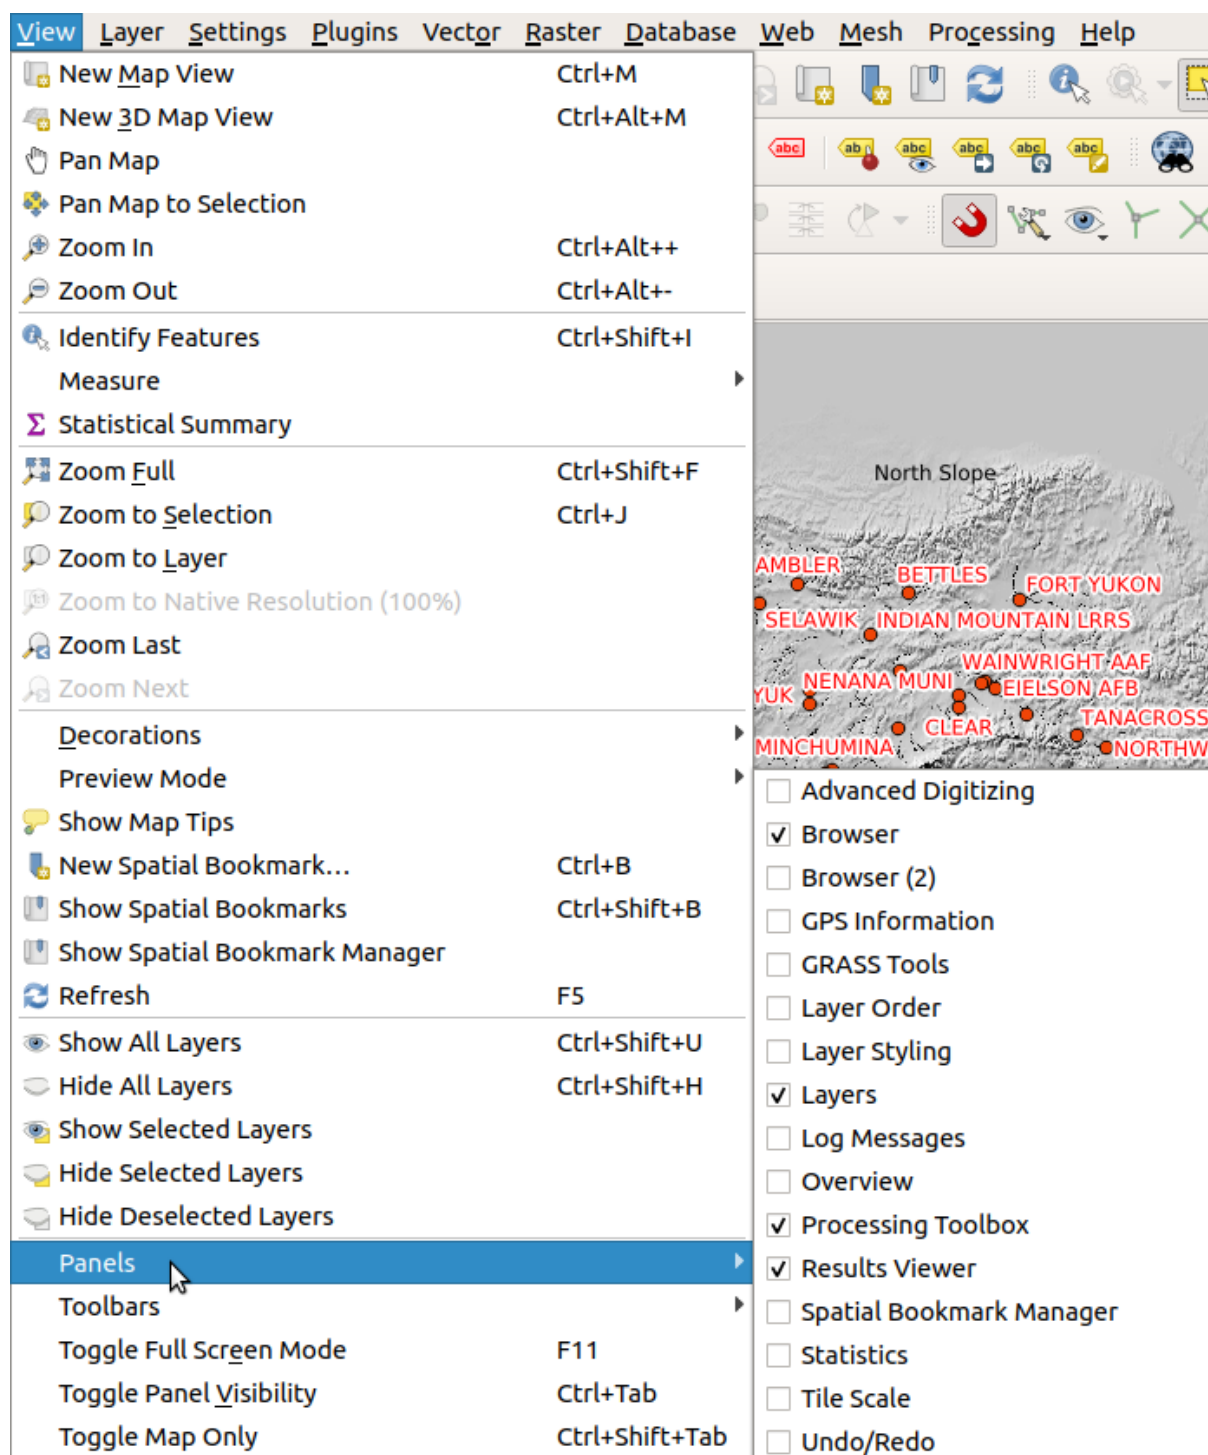 View Layer Settings Plugins Vector Raster Database Web Mesh Processing Help
New Map View Ctrl+M
New 3D Map View Ctrl+Alt+M
Pan Map
Pan Map to Selection
Zoom In Ctrl+Alt++
Zoom Out Ctrl+Alt+-
Identify Features Ctrl+Shift+I
Measure
Statistical Summary
Zoom Full Ctrl+Shift+F
Zoom to Selection Ctrl+J
Zoom to Layer
Zoom to Native Resolution (100%)
Zoom Last
Zoom Next
Decorations
Preview Mode
Show Map Tips
New Spatial Bookmark... Ctrl+B
Show Spatial Bookmarks Ctrl+Shift+B
Show Spatial Bookmark Manager
Refresh F5
Show All Layers Ctrl+Shift+U
Hide All Layers Ctrl+Shift+H
Show Selected Layers
Hide Selected Layers
Hide Deselected Layers
Panels
Toolbars
Toggle Full Screen Mode F11
Toggle Panel Visibility Ctrl+Tab
Toggle Map Only Ctrl+Shift+Tab
abc ab abc abc abc abc
North Slope
AMBLER
BETTLES
FORT YUKON
SELAWIK
INDIAN MOUNTAIN LRRS
WAINWRIGHT AAF
NENANA MUNI
EIELSON AFB
YUK
CLEAR
TANACROSS
MINCHUMINA
NORTHW
Advanced Digitizing
Browser
Browser (2)
GPS Information
GRASS Tools
Layer Order
Layer Styling
Layers
Log Messages
Overview
Processing Toolbox
Results Viewer
Spatial Bookmark Manager
Statistics
Tile Scale
Undo/Redo